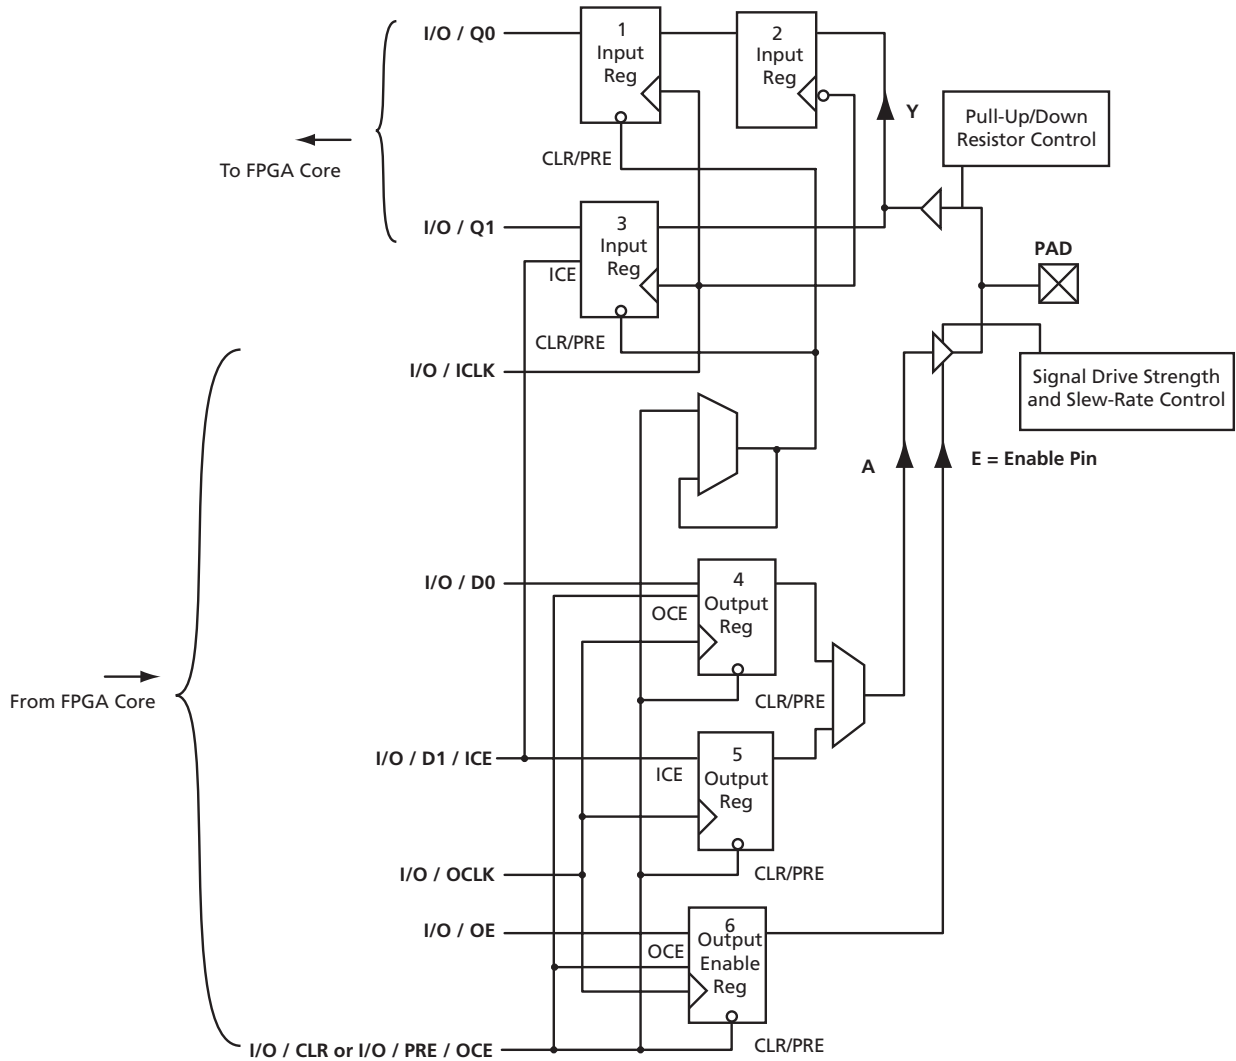 I/O / Q0
1
Input
Reg
2
Input
Reg
Y
Pull-Up/Down
Resistor Control
To FPGA Core
CLR/PRE
I/O / Q1
3
Input
Reg
ICE
PAD
CLR/PRE
I/O / ICLK
Signal Drive Strength
and Slew-Rate Control
A
E = Enable Pin
I/O / D0
4
Output
Reg
OCE
From FPGA Core
CLR/PRE
I/O / D1 / ICE
5
Output
Reg
ICE
I/O / OCLK
CLR/PRE
I/O / OE
6
Output
Enable
Reg
OCE
I/O / CLR or I/O / PRE / OCE
CLR/PRE